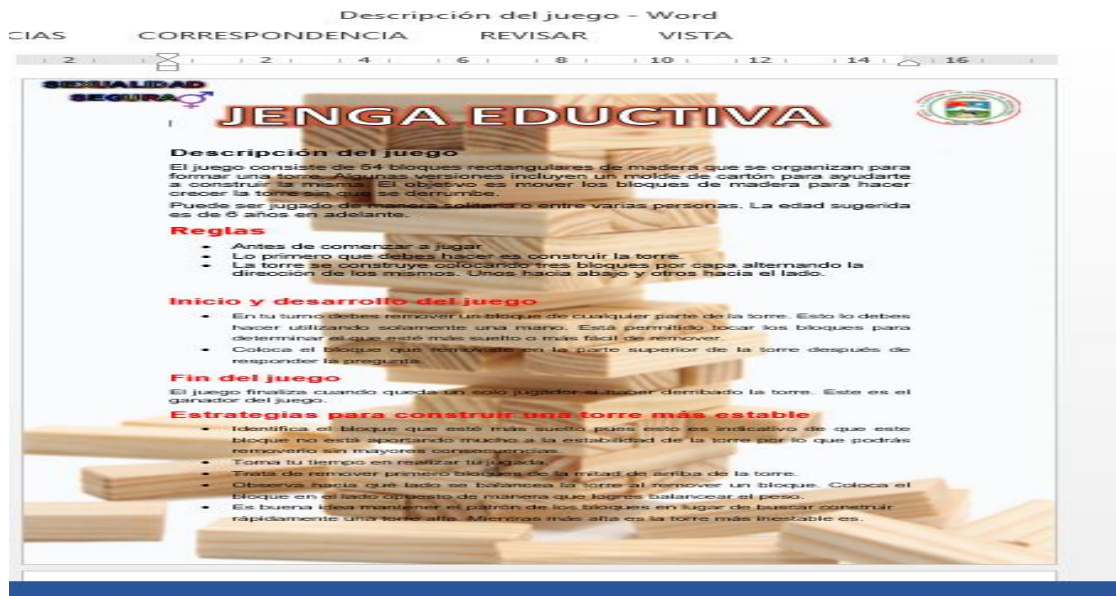 Descripción del juego - Word
CIAS CORRESPONDENCIA REVISAR VISTA
2 2 4 6 8 10 12 14 16
SEXUALIDAD
SEGURA
JENGA EDUCTIVA
Descripción del juego
El juego consiste de 54 bloques rectangulares de madera que se organizan para
formar una torre. Algunas versiones incluyen un molde de cartón para ayudarte
a construir la misma. El objetivo es mover los bloques de madera para hacer
crecer la torre sin que se derrumbe.
Puede ser jugado de manera solitaria o entre varias personas. La edad sugerida
es de 6 años en adelante.
Reglas
• Antes de comenzar a jugar
• Lo primero que debes hacer es construir la torre.
• La torre se construye colocando tres bloques por capa alternando la
dirección de los mismos. Unos hacia abajo y otros hacia el lado.
Inicio y desarrollo del juego
• En tu turno debes remover un bloque de cualquier parte de la torre. Esto lo debes
hacer utilizando solamente una mano. Está permitido tocar los bloques para
determinar el que esté más suelto o más fácil de remover.
• Coloca el bloque que removiste en la parte superior de la torre después de
responder la pregunta.
Fin del juego
El juego finaliza cuando queda un solo jugador si haber derribado la torre. Este es el
ganador del juego.
Estrategias para construir una torre más estable
• Identifica el bloque que esté más suelto pues esto es indicativo de que este
bloque no está aportando mucho a la estabilidad de la torre por lo que podrás
removerlo sin mayores consecuencias.
• Toma tu tiempo en realizar tu jugada.
• Trata de remover primero bloques de la mitad de arriba de la torre.
• Observa hacia qué lado se balancea la torre al remover un bloque. Coloca el
bloque en el lado opuesto de manera que logres balancear el peso.
• Es buena idea mantener el patrón de los bloques en lugar de buscar construir
rápidamente una torre alta. Mientras más alta es la torre más inestable es.